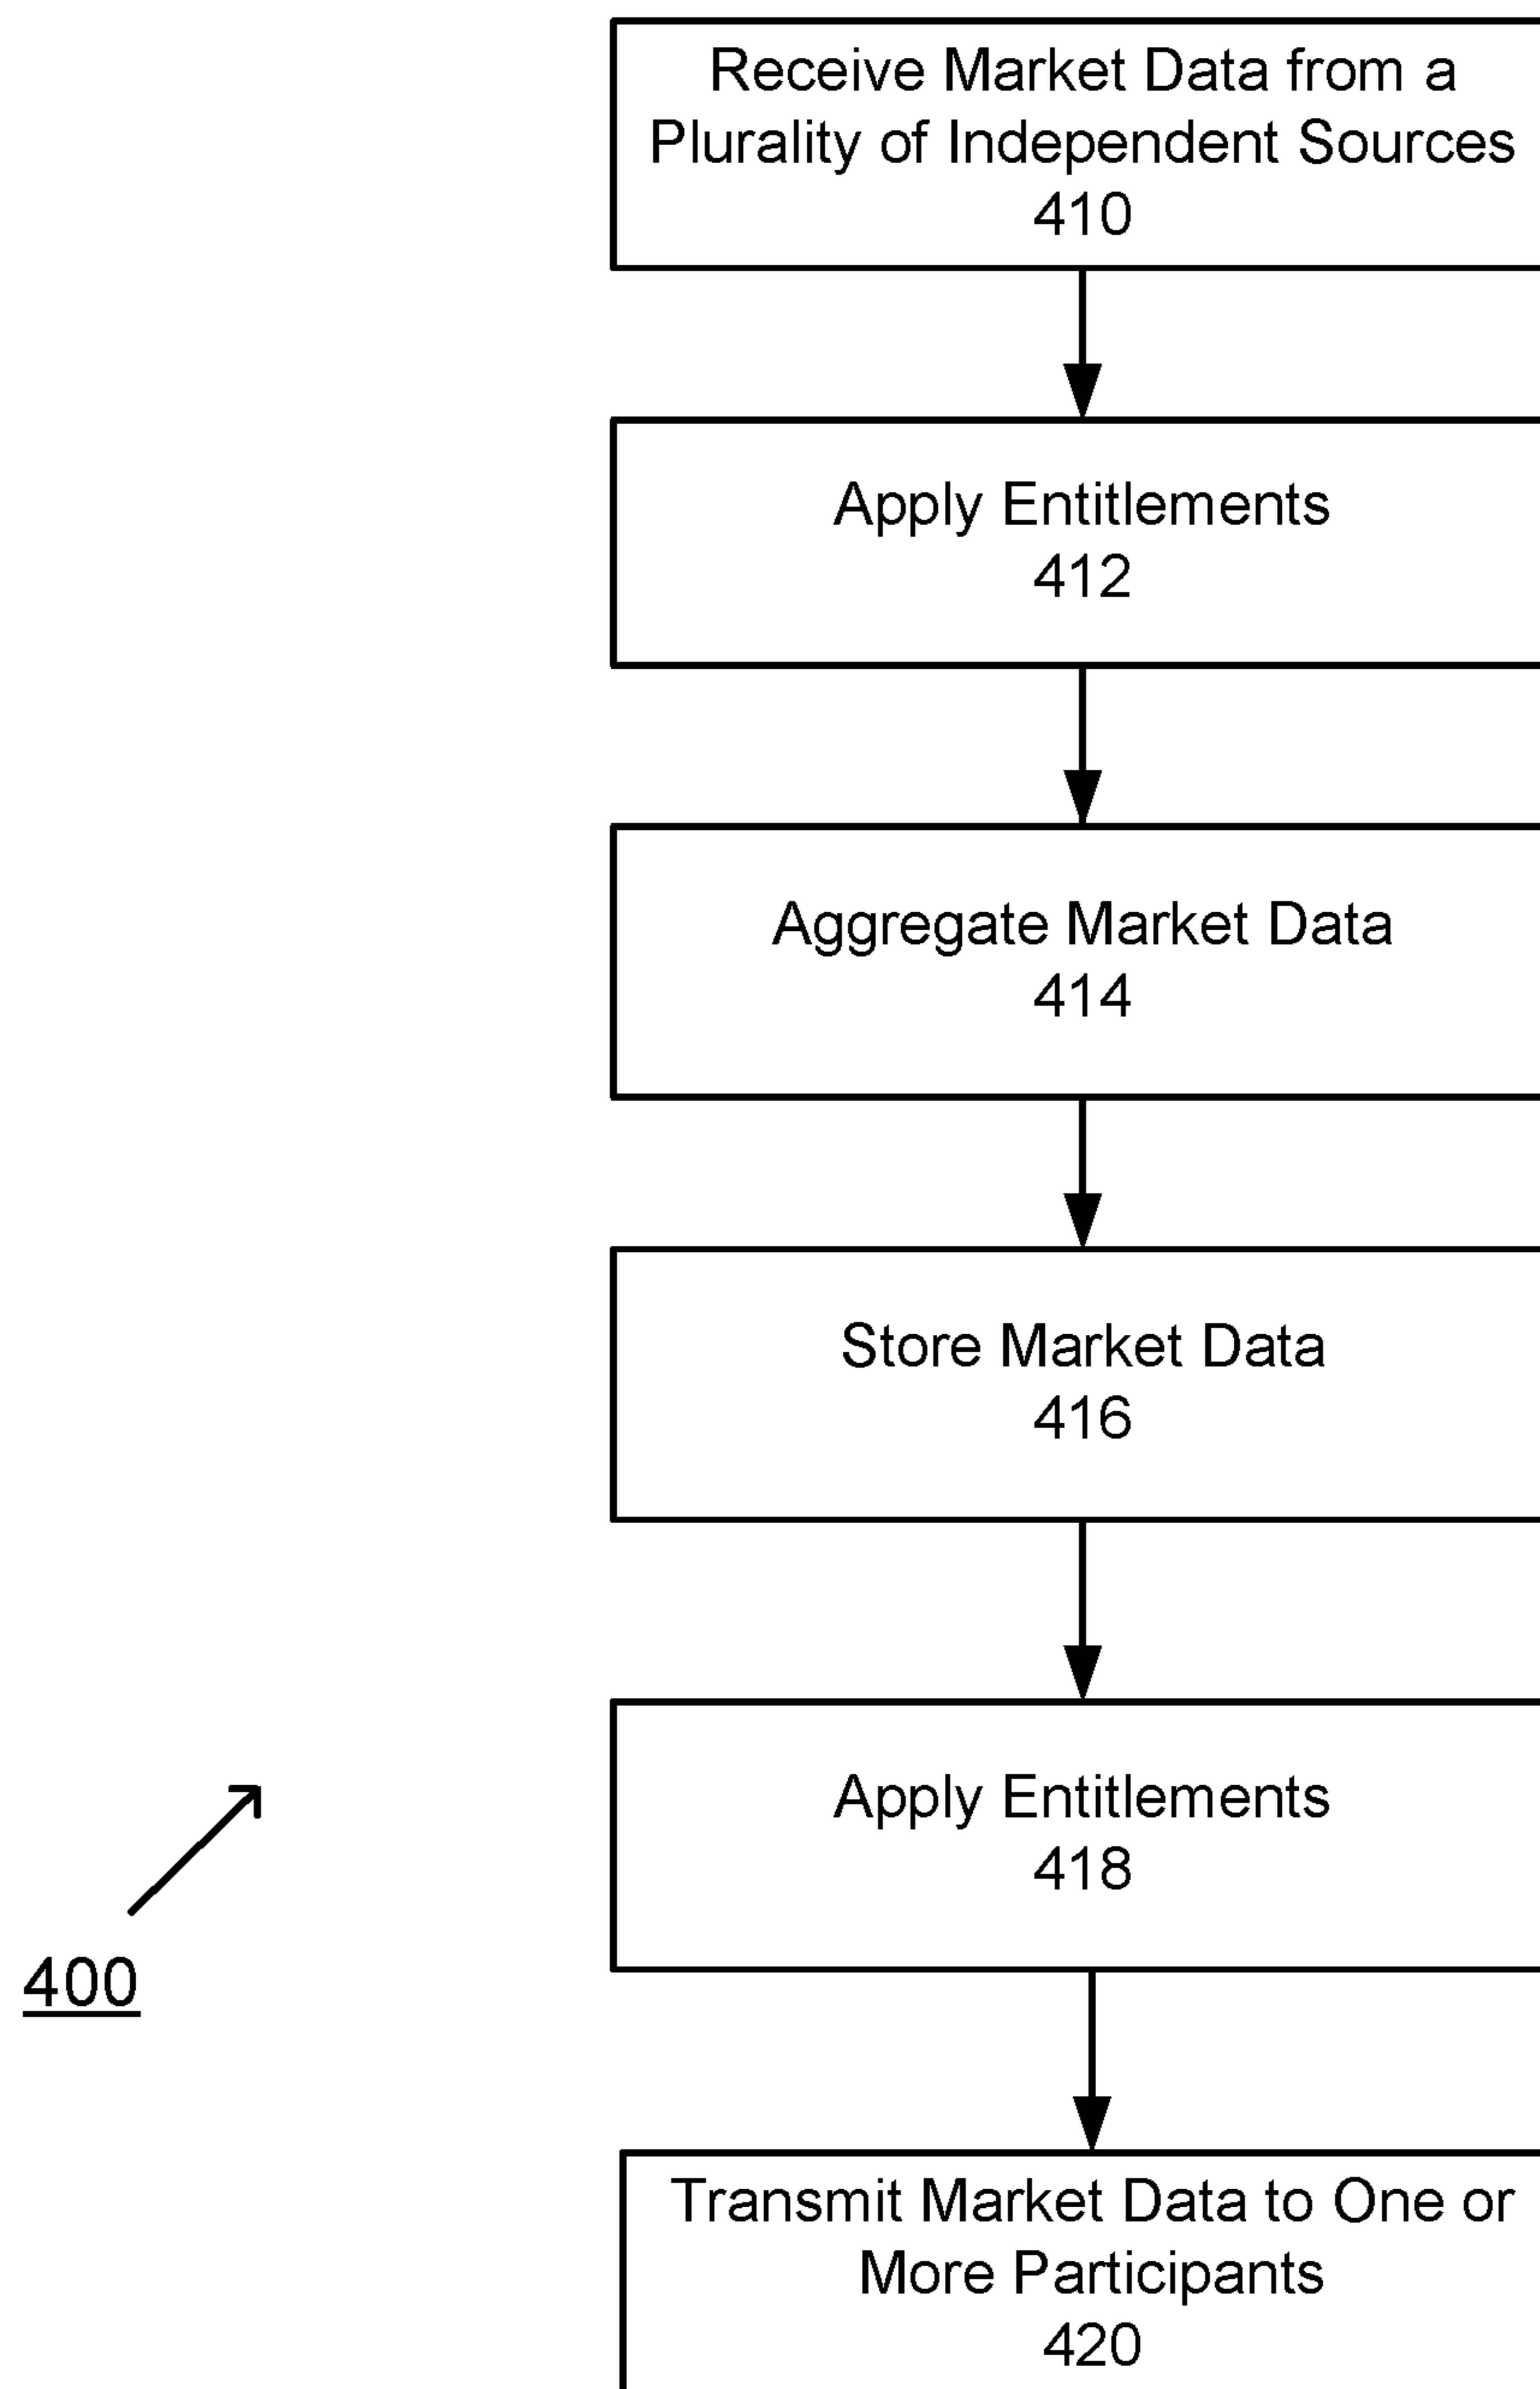 Receive Market Data from a
Plurality of Independent Sources
410
Apply Entitlements
412
Aggregate Market Data
414
Store Market Data
416
Apply Entitlements
418
400
Transmit Market Data to One or
More Participants
420